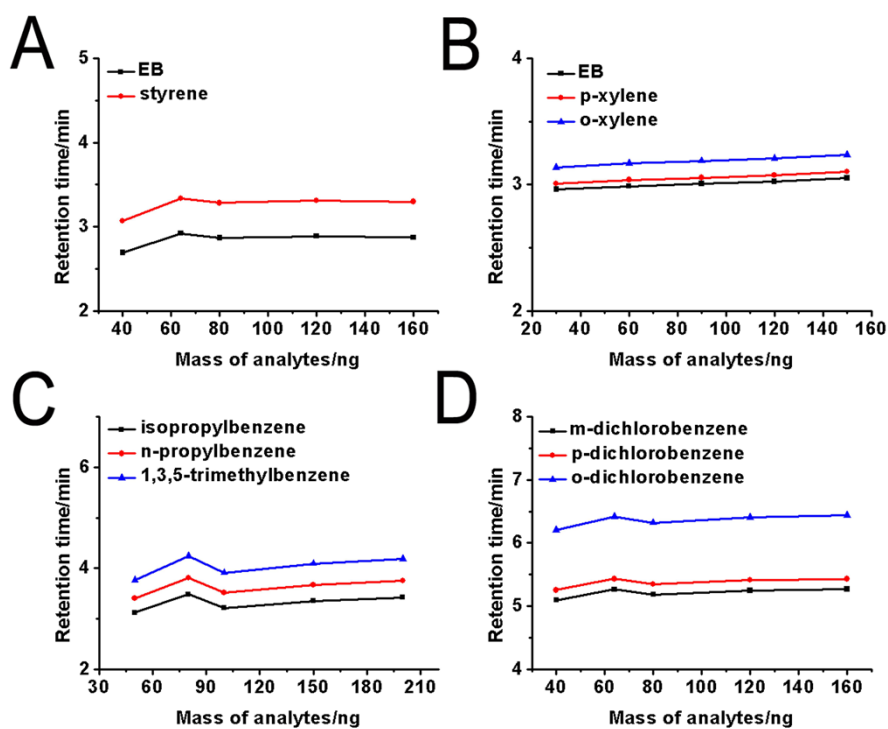 A
EB
styrene
5
4
3
2
Retention time/min
40 60 80 100 120 140 160
Mass of analytes/ng
B
EB
p-xylene
o-xylene
4
3
2
Retention time/min
20 40 60 80 100 120 140 160
Mass of analytes/ng
C
isopropylbenzene
n-propylbenzene
1,3,5-trimethylbenzene
6
4
2
Retention time/min
30 60 90 120 150 180 210
Mass of analytes/ng
D
m-dichlorobenzene
p-dichlorobenzene
o-dichlorobenzene
8
7
6
5
4
Retention time/min
40 60 80 100 120 140 160
Mass of analytes/ng